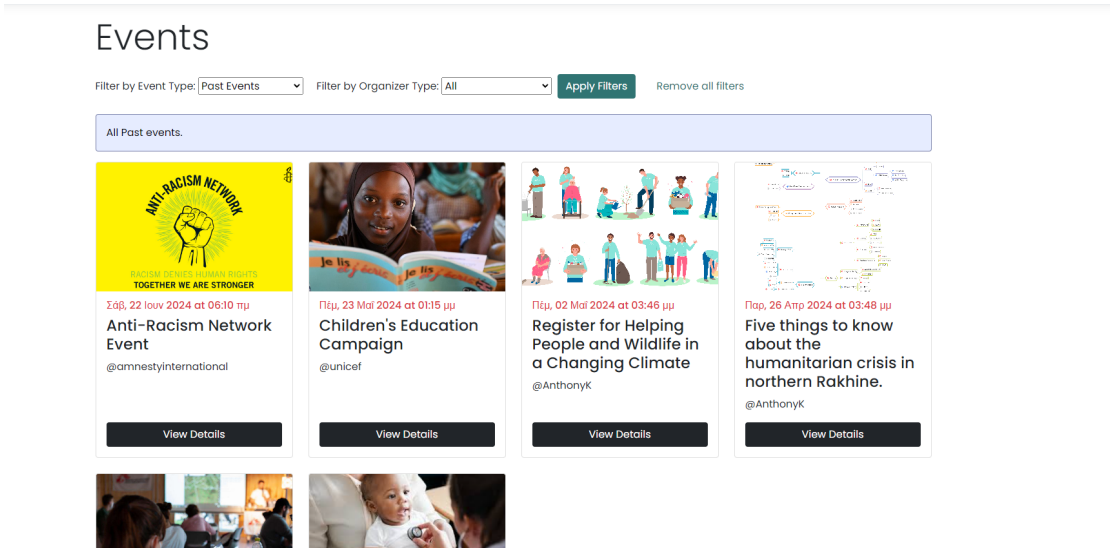 Events
Filter by Event Type: Past Events Filter by Organizer Type: All Apply Filters Remove all filters
All Past events.
ANTI-RACISM NETWORK
RACISM DENIES HUMAN RIGHTS
TOGETHER WE ARE STRONGER
Σάβ, 22 Ιουν 2024 at 06:10 πμ
Anti-Racism Network
Event
@amnestyinternational
View Details
je lis
et j'écris
je lis
Πέμ, 23 Μαΐ 2024 at 01:15 μμ
Children's Education
Campaign
@unicef
View Details
Πέμ, 02 Μαΐ 2024 at 03:46 μμ
Register for Helping
People and Wildlife in
a Changing Climate
@AnthonyK
View Details
Παρ, 26 Απρ 2024 at 03:48 μμ
Five things to know
about the
humanitarian crisis in
northern Rakhine.
@AnthonyK
View Details